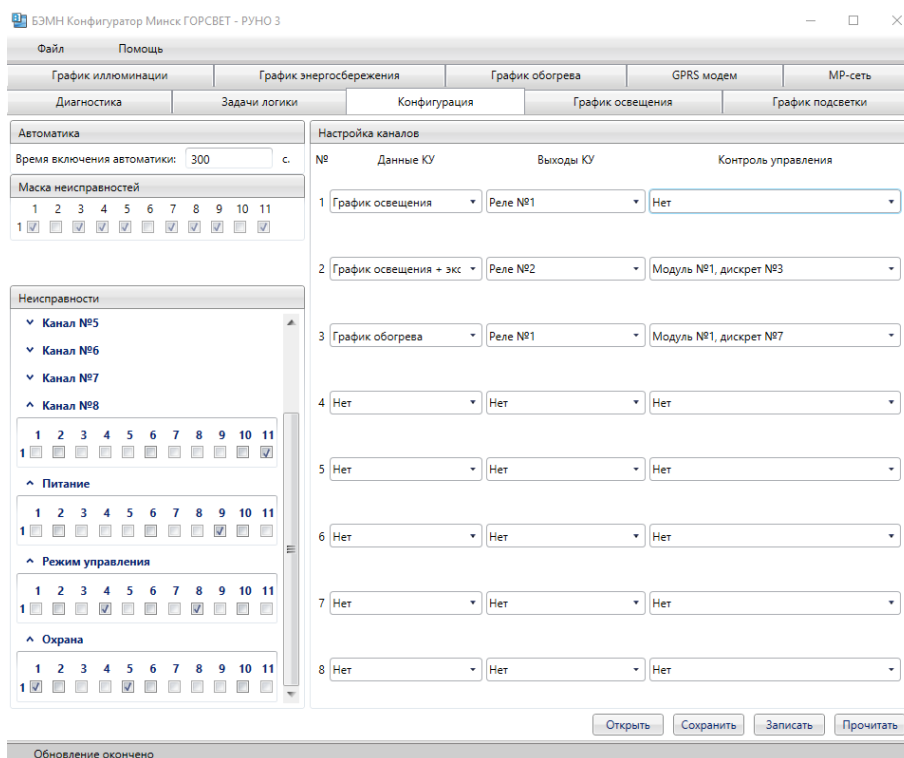 БЭМН Конфигуратор Минск ГОРСВЕТ - РУНО 3
Файл Помощь
График иллюминации График энергосбережения График обогрева GPRS модем МР-сеть
Диагностика Задачи логики Конфигурация График освещения График подсветки
Автоматика
Время включения автоматики: 300 с.
Маска неисправностей
1 2 3 4 5 6 7 8 9 10 11
1
Неисправности
Канал №5
Канал №6
Канал №7
Канал №8
1 2 3 4 5 6 7 8 9 10 11
1
Питание
1 2 3 4 5 6 7 8 9 10 11
1
Режим управления
1 2 3 4 5 6 7 8 9 10 11
1
Охрана
1 2 3 4 5 6 7 8 9 10 11
1
Настройка каналов
№ Данные КУ Выходы КУ Контроль управления
1 График освещения Реле №1 Нет
2 График освещения + экс Реле №2 Модуль №1, дискрет №3
3 График обогрева Реле №1 Модуль №1, дискрет №7
4 Нет Нет Нет
5 Нет Нет Нет
6 Нет Нет Нет
7 Нет Нет Нет
8 Нет Нет Нет
Открыть Сохранить Записать Прочитать
Обновление окончено